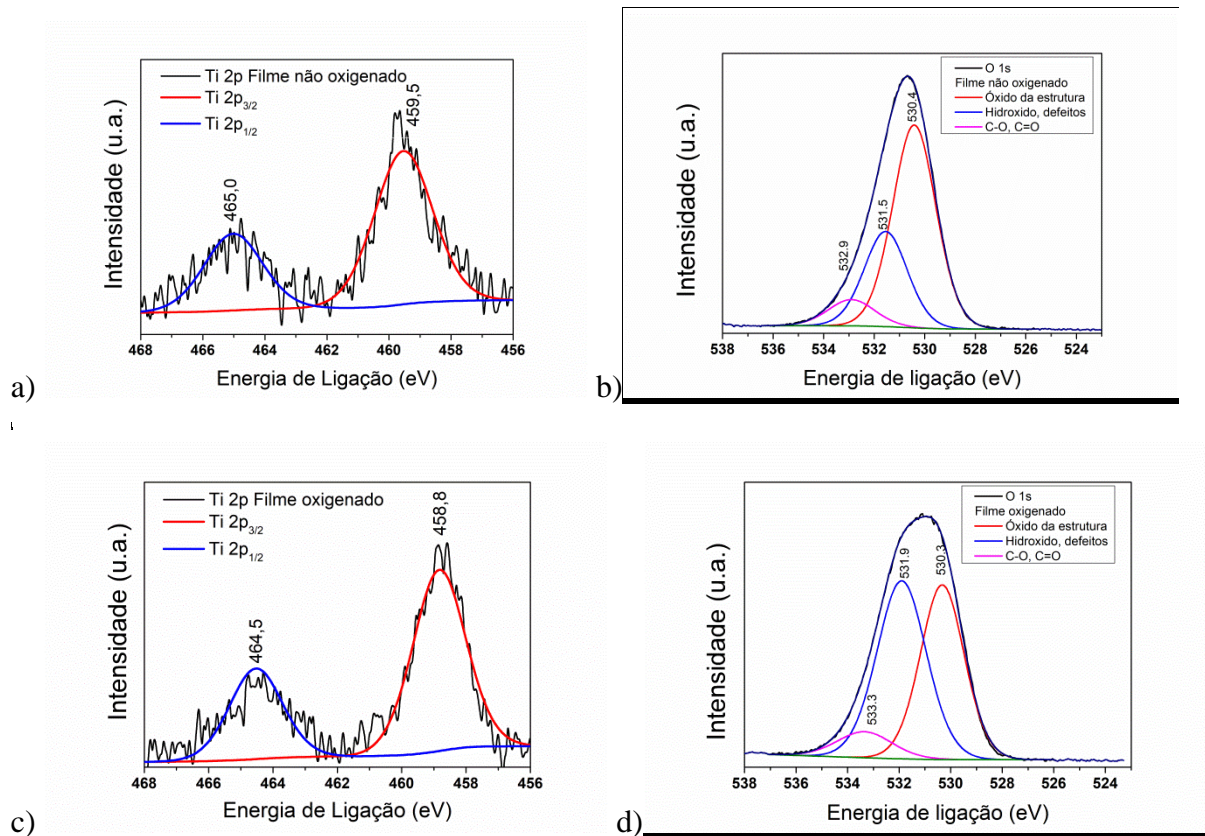 Ti 2p Filme não oxigenado
Ti 2p3/2
Ti 2p1/2
465,0
459,5
Intensidade (u.a.)
468 466 464 462 460 458 456
Energia de Ligação (eV)
a)
O 1s
Filme não oxigenado
Óxido da estrutura
Hidroxido, defeitos
C-O, C=O
530.4
531.5
532.9
Intensidade (u.a.)
538 536 534 532 530 528 526 524
Energia de ligação (eV)
b)
Ti 2p Filme oxigenado
Ti 2p3/2
Ti 2p1/2
464,5
458,8
Intensidade (u.a.)
468 466 464 462 460 458 456
Energia de Ligação (eV)
c)
O 1s
Filme oxigenado
Óxido da estrutura
Hidroxido, defeitos
C-O, C=O
531.9
530.3
533.3
Intensidade (u.a.)
538 536 534 532 530 528 526 524
Energia de ligação (eV)
d)